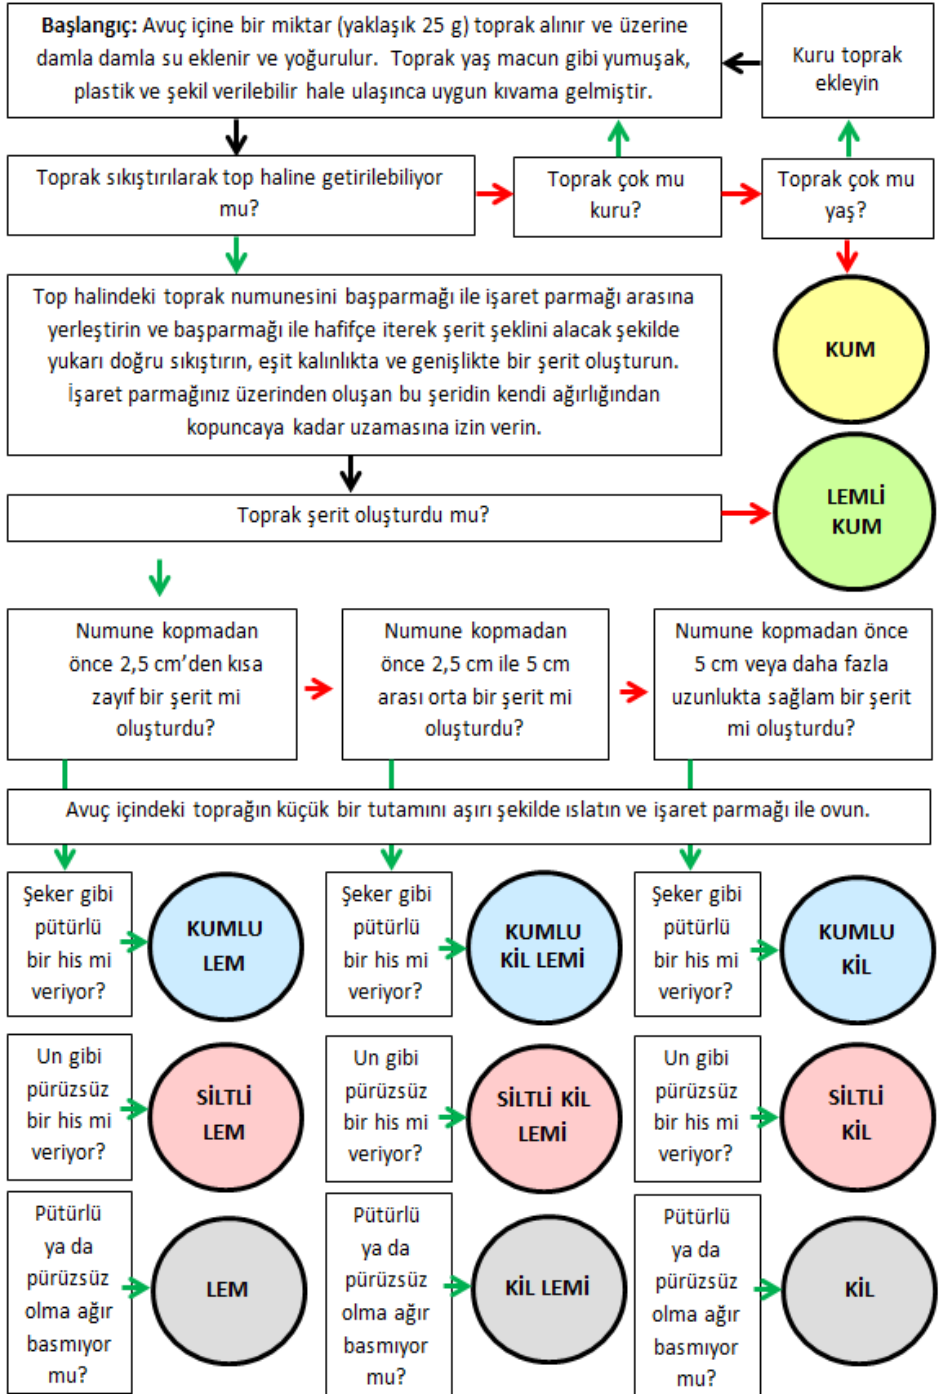 Başlangıç: Avuç içine bir miktar (yaklaşık 25 g) toprak alınır ve üzerine
damla damla su eklenir ve yoğurulur. Toprak yaş macun gibi yumuşak,
plastik ve şekil verilebilir hale ulaşınca uygun kıvama gelmiştir.
Kuru toprak
ekleyin
Toprak sıkıştırılarak top haline getirilebiliyor
mu?
Toprak çok mu
kuru?
Toprak çok mu
yaş?
Top halindeki toprak numunesini başparmağı ile işaret parmağı arasına
yerleştirin ve başparmağı ile hafifçe iterek şerit şeklini alacak şekilde
yukarı doğru sıkıştırın, eşit kalınlıkta ve genişlikte bir şerit oluşturun.
İşaret parmağınız üzerinden oluşan bu şeridin kendi ağırlığından
kopuncaya kadar uzamasına izin verin.
KUM
Toprak şerit oluşturdu mu?
LEMLİ
KUM
Numune kopmadan
önce 2,5 cm'den kısa
zayıf bir şerit mi
oluşturdu?
Numune kopmadan
önce 2,5 cm ile 5 cm
arası orta bir şerit mi
oluşturdu?
Numune kopmadan önce
5 cm veya daha fazla
uzunlukta sağlam bir şerit
mi oluşturdu?
Avuç içindeki toprağın küçük bir tutamını aşırı şekilde ıslatın ve işaret parmağı ile ovun.
Şeker gibi
pütürlü
bir his mi
veriyor?
KUMLU
LEM
Şeker gibi
pütürlü
bir his mi
veriyor?
KUMLU
KİL LEMİ
Şeker gibi
pütürlü
bir his mi
veriyor?
KUMLU
KİL
Un gibi
pürüzsüz
bir his mi
veriyor?
SİLTLİ
LEM
Un gibi
pürüzsüz
bir his mi
veriyor?
SİLTLİ KİL
LEMİ
Un gibi
pürüzsüz
bir his mi
veriyor?
SİLTLİ
KİL
Pütürlü
ya da
pürüzsüz
olma ağır
basmıyor
mu?
LEM
Pütürlü
ya da
pürüzsüz
olma ağır
basmıyor
mu?
KİL LEMİ
Pütürlü
ya da
pürüzsüz
olma ağır
basmıyor
mu?
KİL